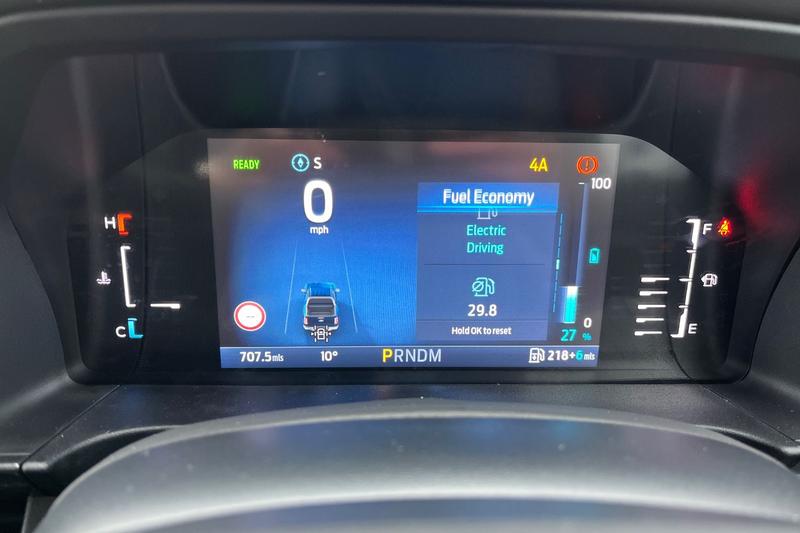 READY
S
4A
0
mph
Fuel Economy
Electric
Driving
29.8
Hold OK to reset
100
0
27 %
H
C
F
E
707.5mls
10°
PRNDM
218+6mls